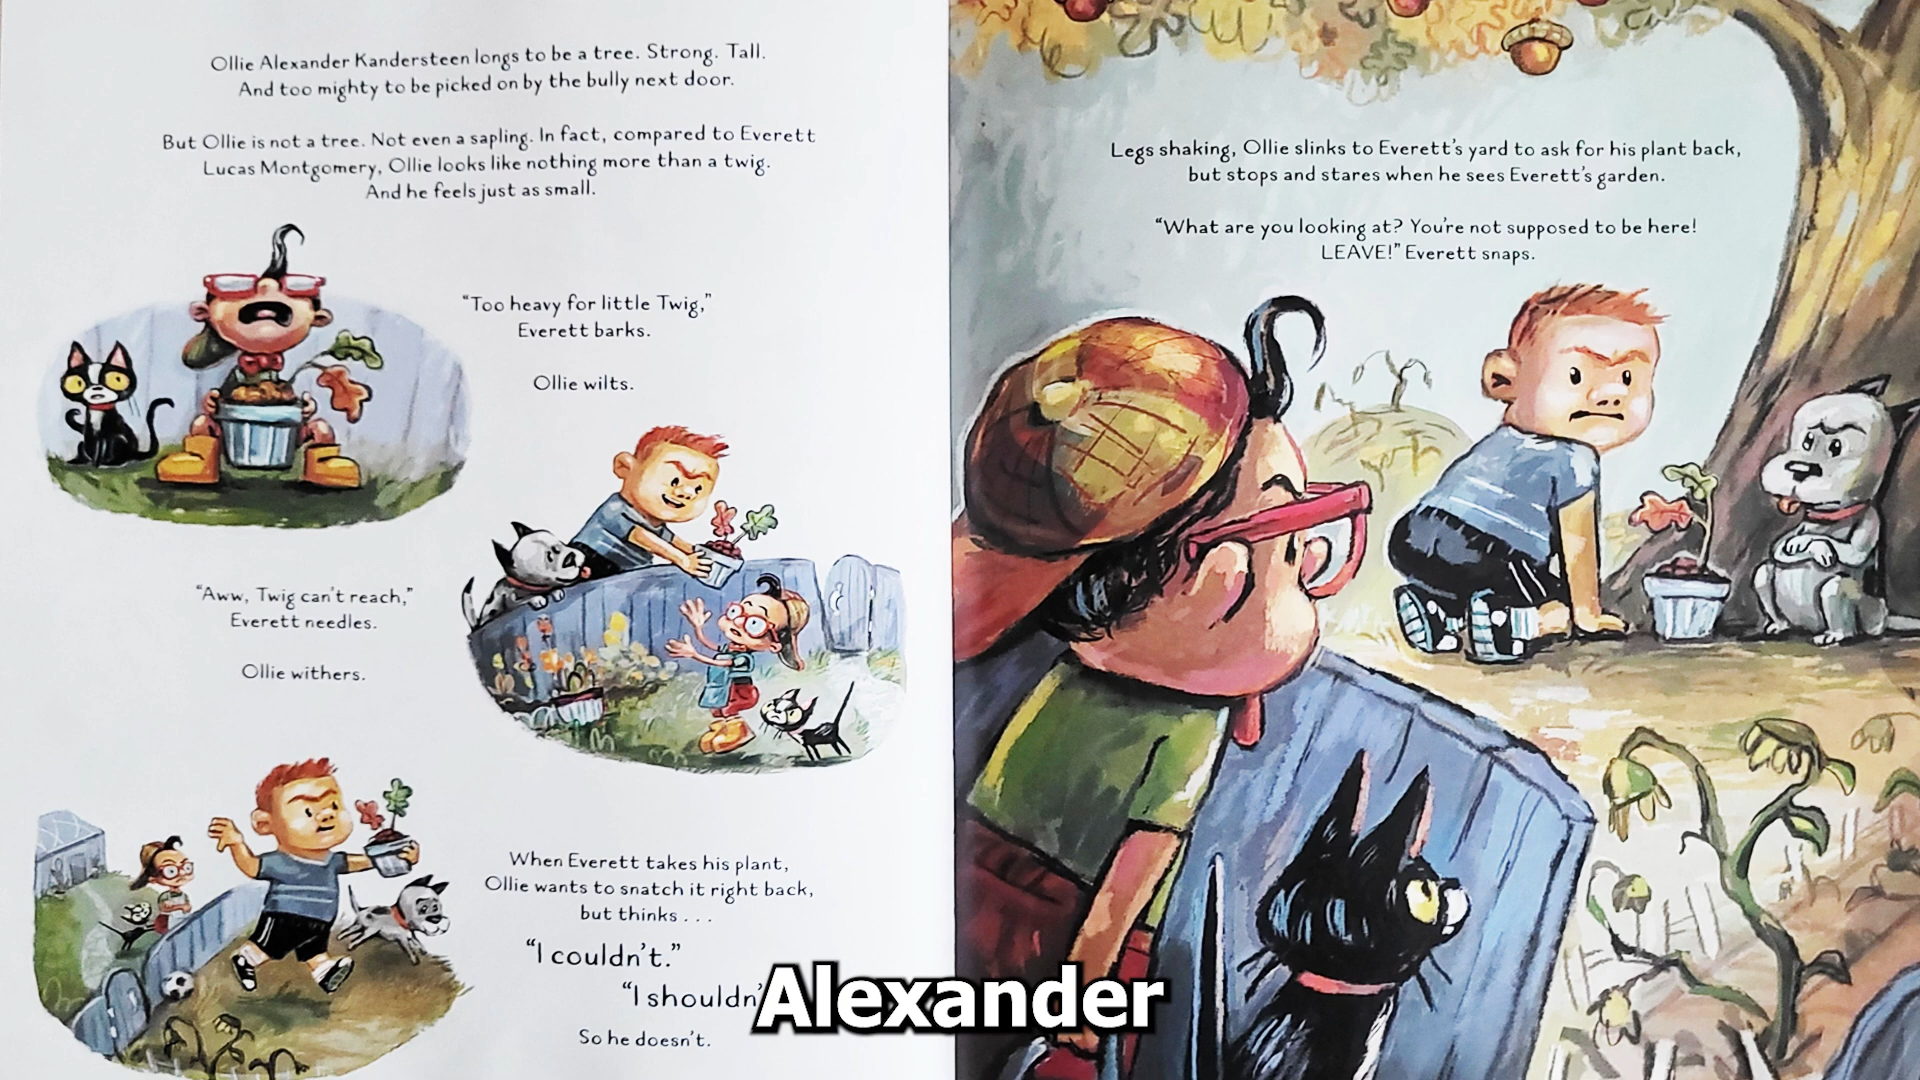 Ollie Alexander Kandersteen longs to be a tree. Strong. Tall.
And too mighty to be picked on by the bully next door.
But Ollie is not a tree. Not even a sapling. In fact, compared to Everett
Lucas Montgomery, Ollie looks like nothing more than a twig.
And he feels just as small.
“Too heavy for little Twig,”
Everett barks.
Ollie wilts.
“Aww, Twig can’t reach,”
Everett needles.
Ollie withers.
When Everett takes his plant,
Ollie wants to snatch it right back,
but thinks . . .
“I couldn’t.”
“I shouldn’
So he doesn’t.
Legs shaking, Ollie slinks to Everett’s yard to ask for his plant back,
but stops and stares when he sees Everett’s garden.
“What are you looking at? You’re not supposed to be here!
LEAVE!” Everett snaps.
Alexander